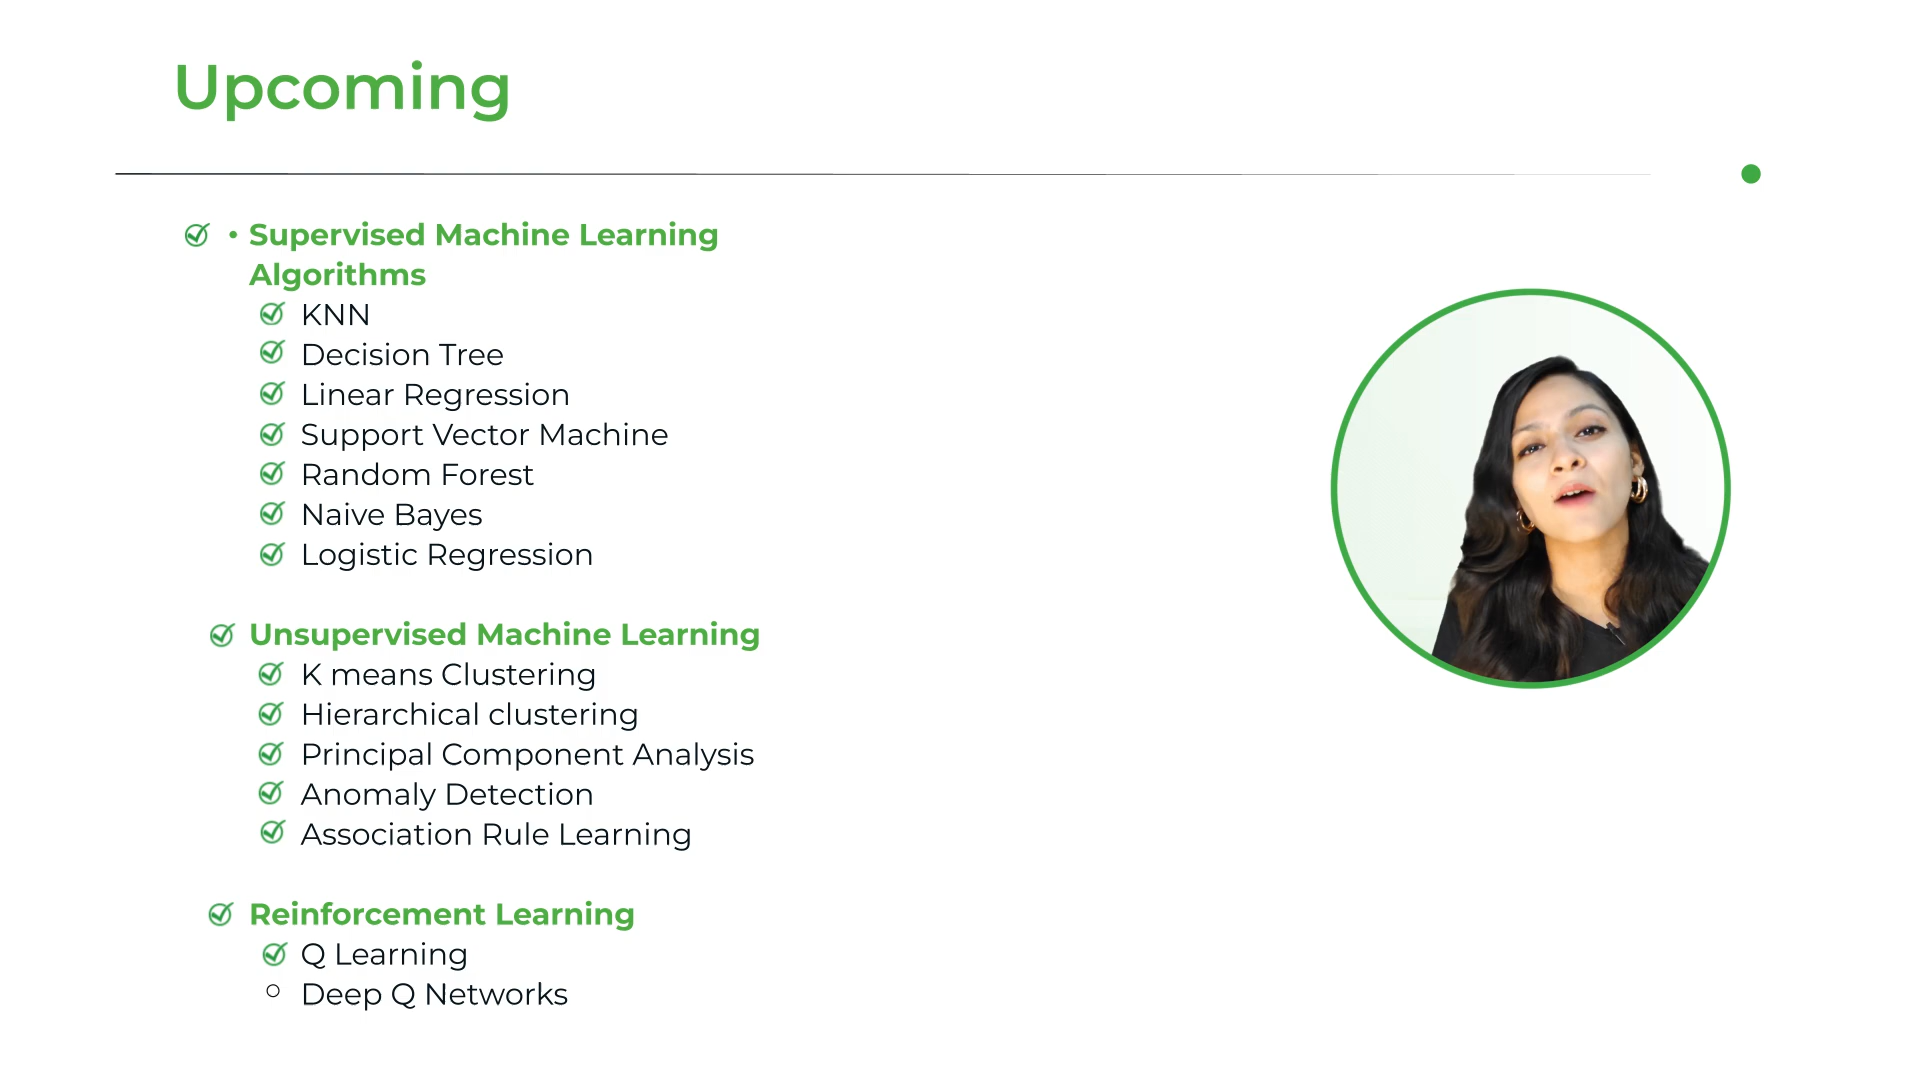 Upcoming
• Supervised Machine Learning
Algorithms
KNN
Decision Tree
Linear Regression
Support Vector Machine
Random Forest
Naive Bayes
Logistic Regression
Unsupervised Machine Learning
K means Clustering
Hierarchical clustering
Principal Component Analysis
Anomaly Detection
Association Rule Learning
Reinforcement Learning
Q Learning
Deep Q Networks